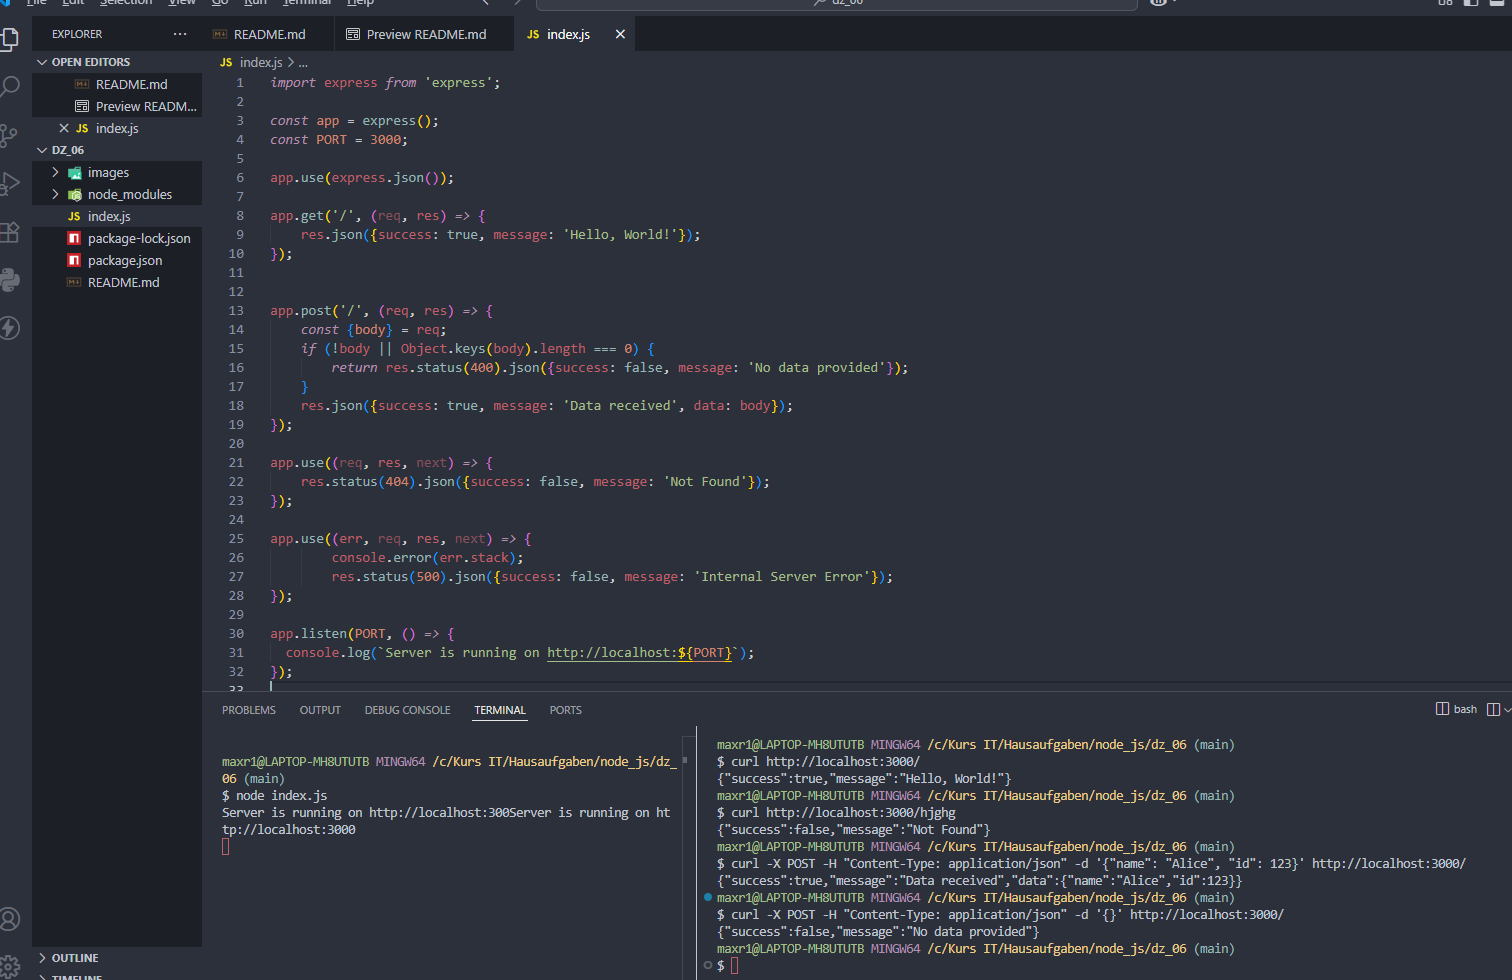 File Edit Selection View Go Run Terminal Help dz_06
EXPLORER ···
README.md
Preview README.md
JS index.js ×
OPEN EDITORS
README.md
Preview READM...
× JS index.js
DZ_06
images
node_modules
JS index.js
package-lock.json
package.json
README.md
OUTLINE
TIMELINE
JS index.js > ...
1 import express from 'express';
2
3 const app = express();
4 const PORT = 3000;
5
6 app.use(express.json());
7
8 app.get('/', (req, res) => {
9     res.json({success: true, message: 'Hello, World!'});
10 });
11
12
13 app.post('/', (req, res) => {
14     const {body} = req;
15     if (!body || Object.keys(body).length === 0) {
16         return res.status(400).json({success: false, message: 'No data provided'});
17     }
18     res.json({success: true, message: 'Data received', data: body});
19 });
20
21 app.use((req, res, next) => {
22     res.status(404).json({success: false, message: 'Not Found'});
23 });
24
25 app.use((err, req, res, next) => {
26         console.error(err.stack);
27         res.status(500).json({success: false, message: 'Internal Server Error'});
28 });
29
30 app.listen(PORT, () => {
31   console.log(`Server is running on http://localhost:${PORT}`);
32 });
33
PROBLEMS OUTPUT DEBUG CONSOLE TERMINAL PORTS
bash
maxr1@LAPTOP-MH8UTUTB MINGW64 /c/Kurs IT/Hausaufgaben/node_js/dz_
06 (main)
$ node index.js
Server is running on http://localhost:300Server is running on ht
tp://localhost:3000
maxr1@LAPTOP-MH8UTUTB MINGW64 /c/Kurs IT/Hausaufgaben/node_js/dz_06 (main)
$ curl http://localhost:3000/
{"success":true,"message":"Hello, World!"}
maxr1@LAPTOP-MH8UTUTB MINGW64 /c/Kurs IT/Hausaufgaben/node_js/dz_06 (main)
$ curl http://localhost:3000/hjghg
{"success":false,"message":"Not Found"}
maxr1@LAPTOP-MH8UTUTB MINGW64 /c/Kurs IT/Hausaufgaben/node_js/dz_06 (main)
$ curl -X POST -H "Content-Type: application/json" -d '{"name": "Alice", "id": 123}' http://localhost:3000/
{"success":true,"message":"Data received","data":{"name":"Alice","id":123}}
maxr1@LAPTOP-MH8UTUTB MINGW64 /c/Kurs IT/Hausaufgaben/node_js/dz_06 (main)
$ curl -X POST -H "Content-Type: application/json" -d '{}' http://localhost:3000/
{"success":false,"message":"No data provided"}
maxr1@LAPTOP-MH8UTUTB MINGW64 /c/Kurs IT/Hausaufgaben/node_js/dz_06 (main)
$